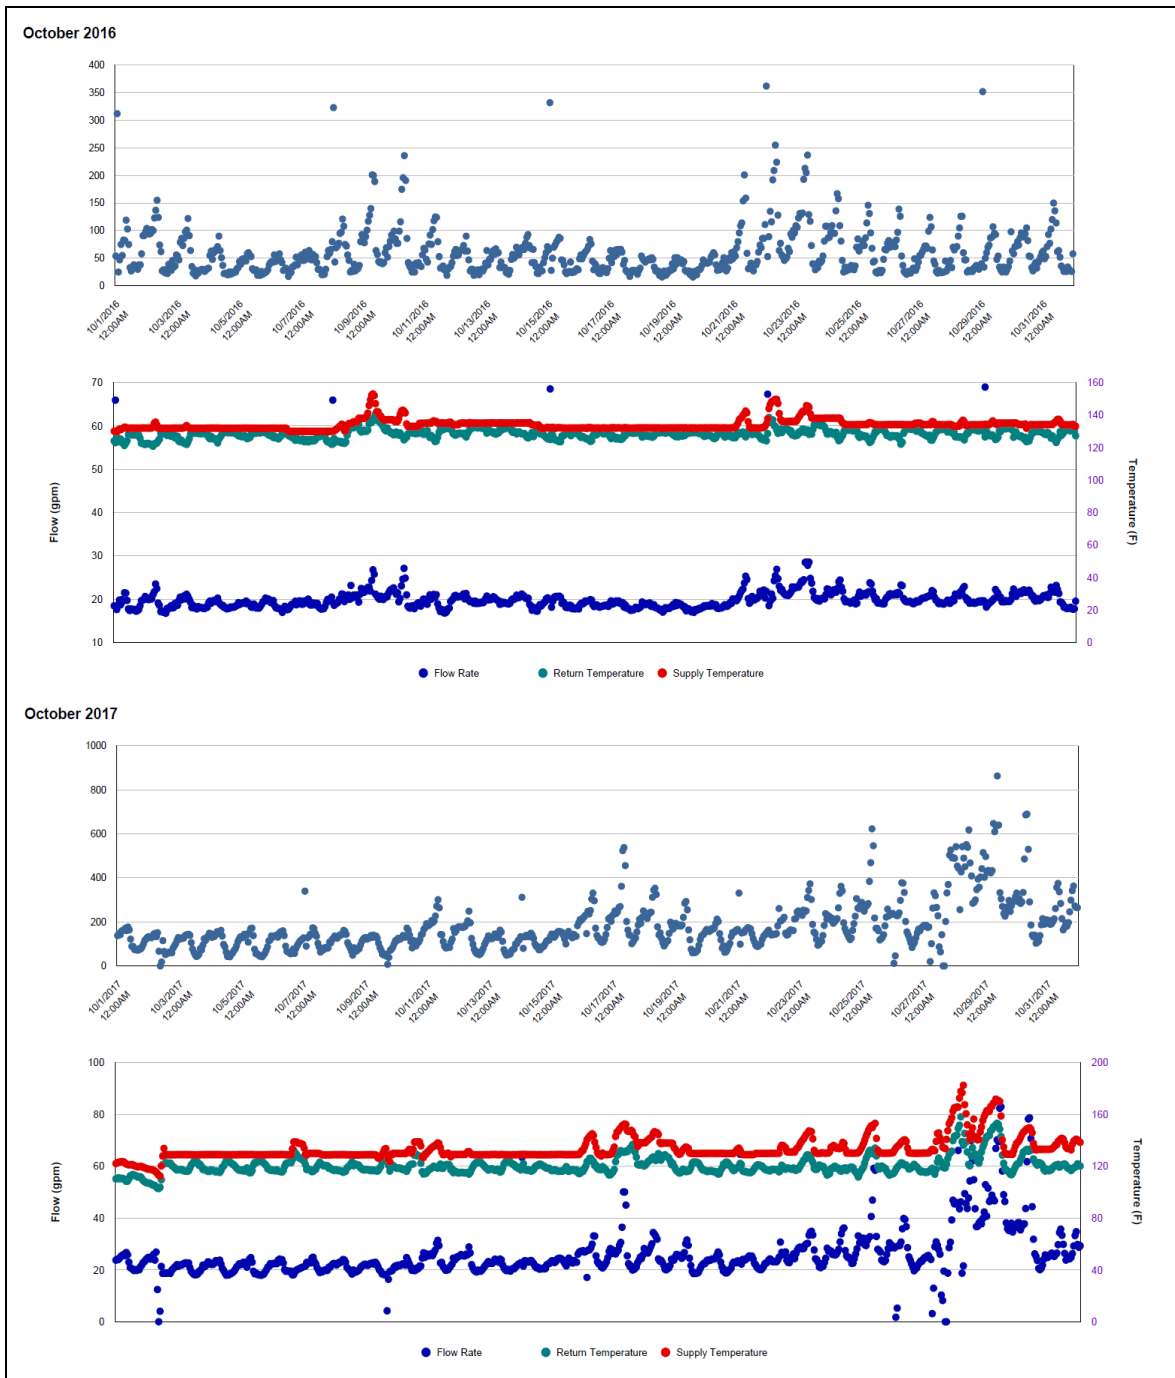 October 2016
400
350
300
250
200
150
100
50
0
10/1/2016 12:00AM
10/3/2016 12:00AM
10/5/2016 12:00AM
10/7/2016 12:00AM
10/9/2016 12:00AM
10/11/2016 12:00AM
10/13/2016 12:00AM
10/15/2016 12:00AM
10/17/2016 12:00AM
10/19/2016 12:00AM
10/21/2016 12:00AM
10/23/2016 12:00AM
10/25/2016 12:00AM
10/27/2016 12:00AM
10/29/2016 12:00AM
10/31/2016 12:00AM
70
60
50
40
30
20
10
Flow (gpm)
160
140
120
100
80
60
40
20
0
Temperature (F)
Flow Rate
Return Temperature
Supply Temperature
October 2017
1000
800
600
400
200
0
10/1/2017 12:00AM
10/3/2017 12:00AM
10/5/2017 12:00AM
10/7/2017 12:00AM
10/9/2017 12:00AM
10/11/2017 12:00AM
10/13/2017 12:00AM
10/15/2017 12:00AM
10/17/2017 12:00AM
10/19/2017 12:00AM
10/21/2017 12:00AM
10/23/2017 12:00AM
10/25/2017 12:00AM
10/27/2017 12:00AM
10/29/2017 12:00AM
10/31/2017 12:00AM
100
80
60
40
20
0
Flow (gpm)
200
160
120
80
40
0
Temperature (F)
Flow Rate
Return Temperature
Supply Temperature